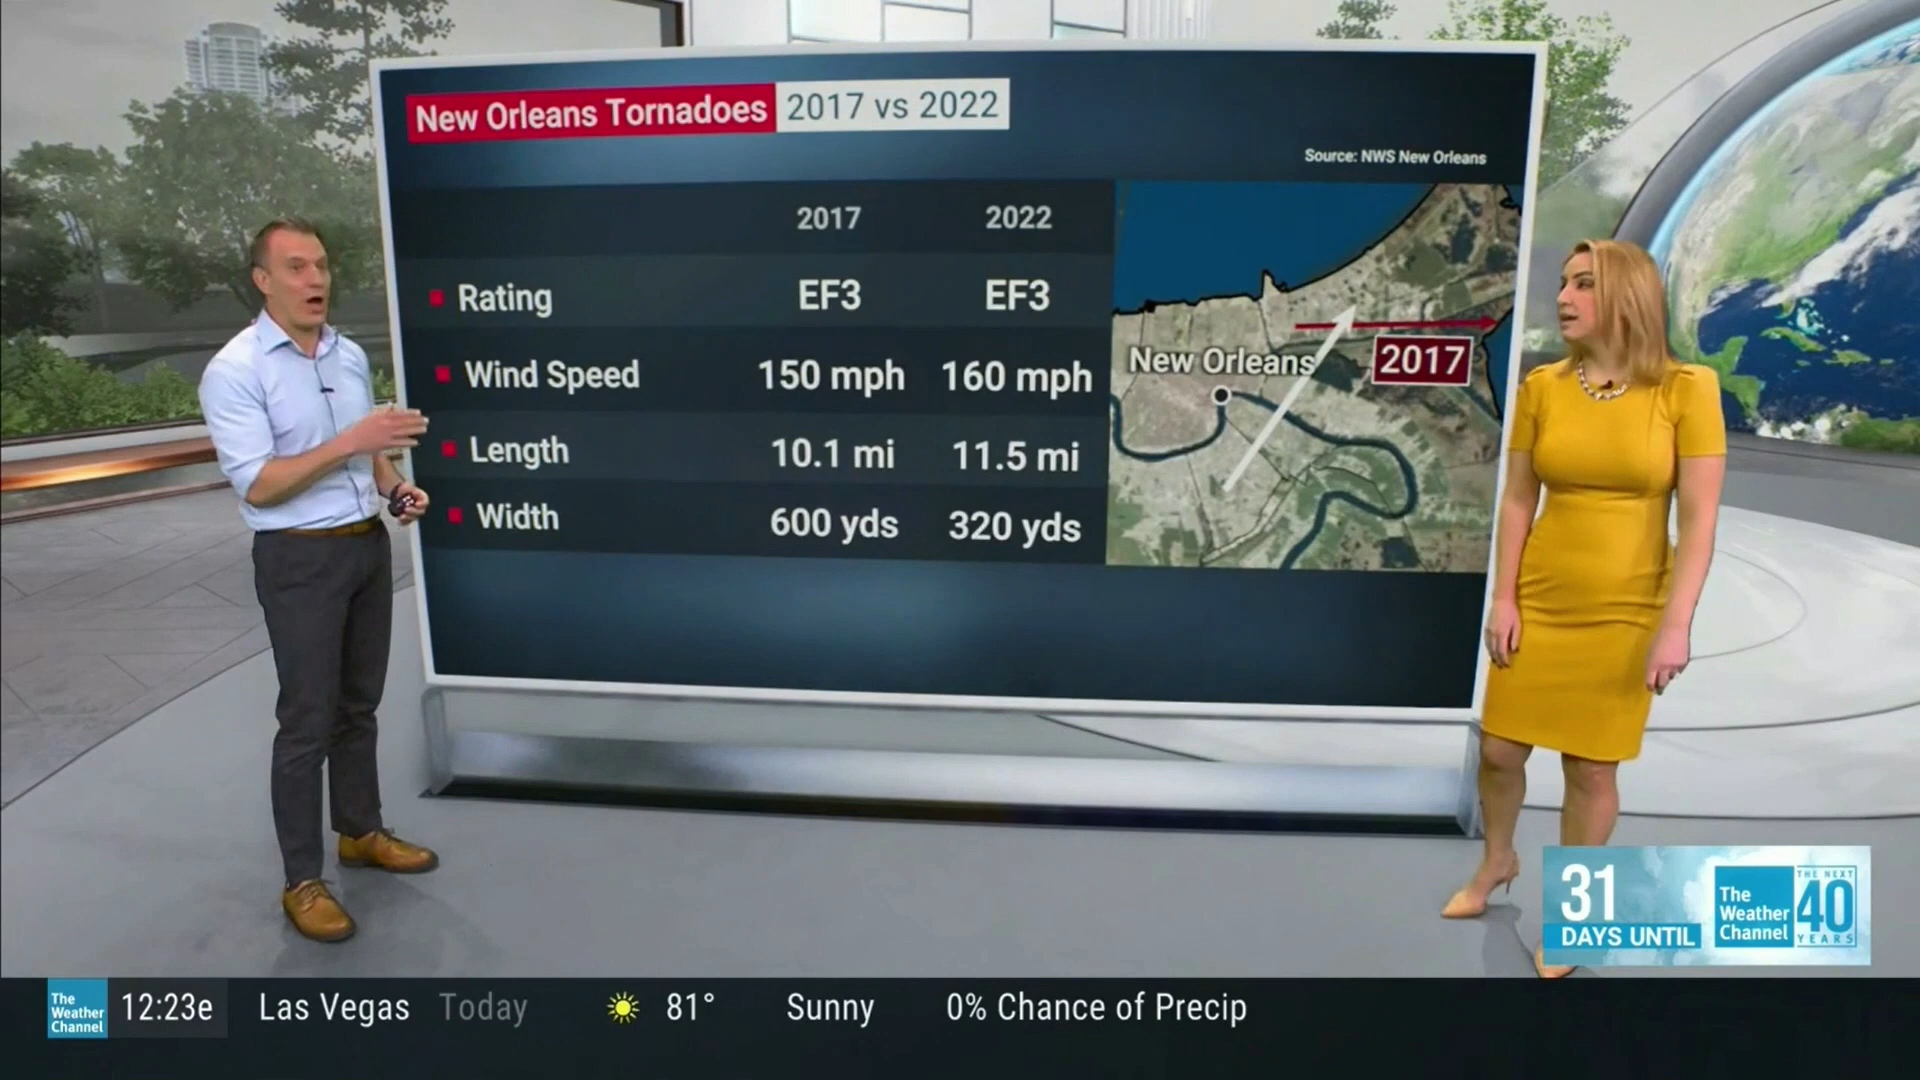 New Orleans Tornadoes 2017 vs 2022
Source: NWS New Orleans
2017 2022
Rating EF3 EF3
Wind Speed 150 mph 160 mph
Length 10.1 mi 11.5 mi
Width 600 yds 320 yds
New Orleans
2017
31
DAYS UNTIL
The
Weather
Channel
THE NEXT
40
YEARS
The
Weather
Channel
12:23e Las Vegas Today 81° Sunny 0% Chance of Precip